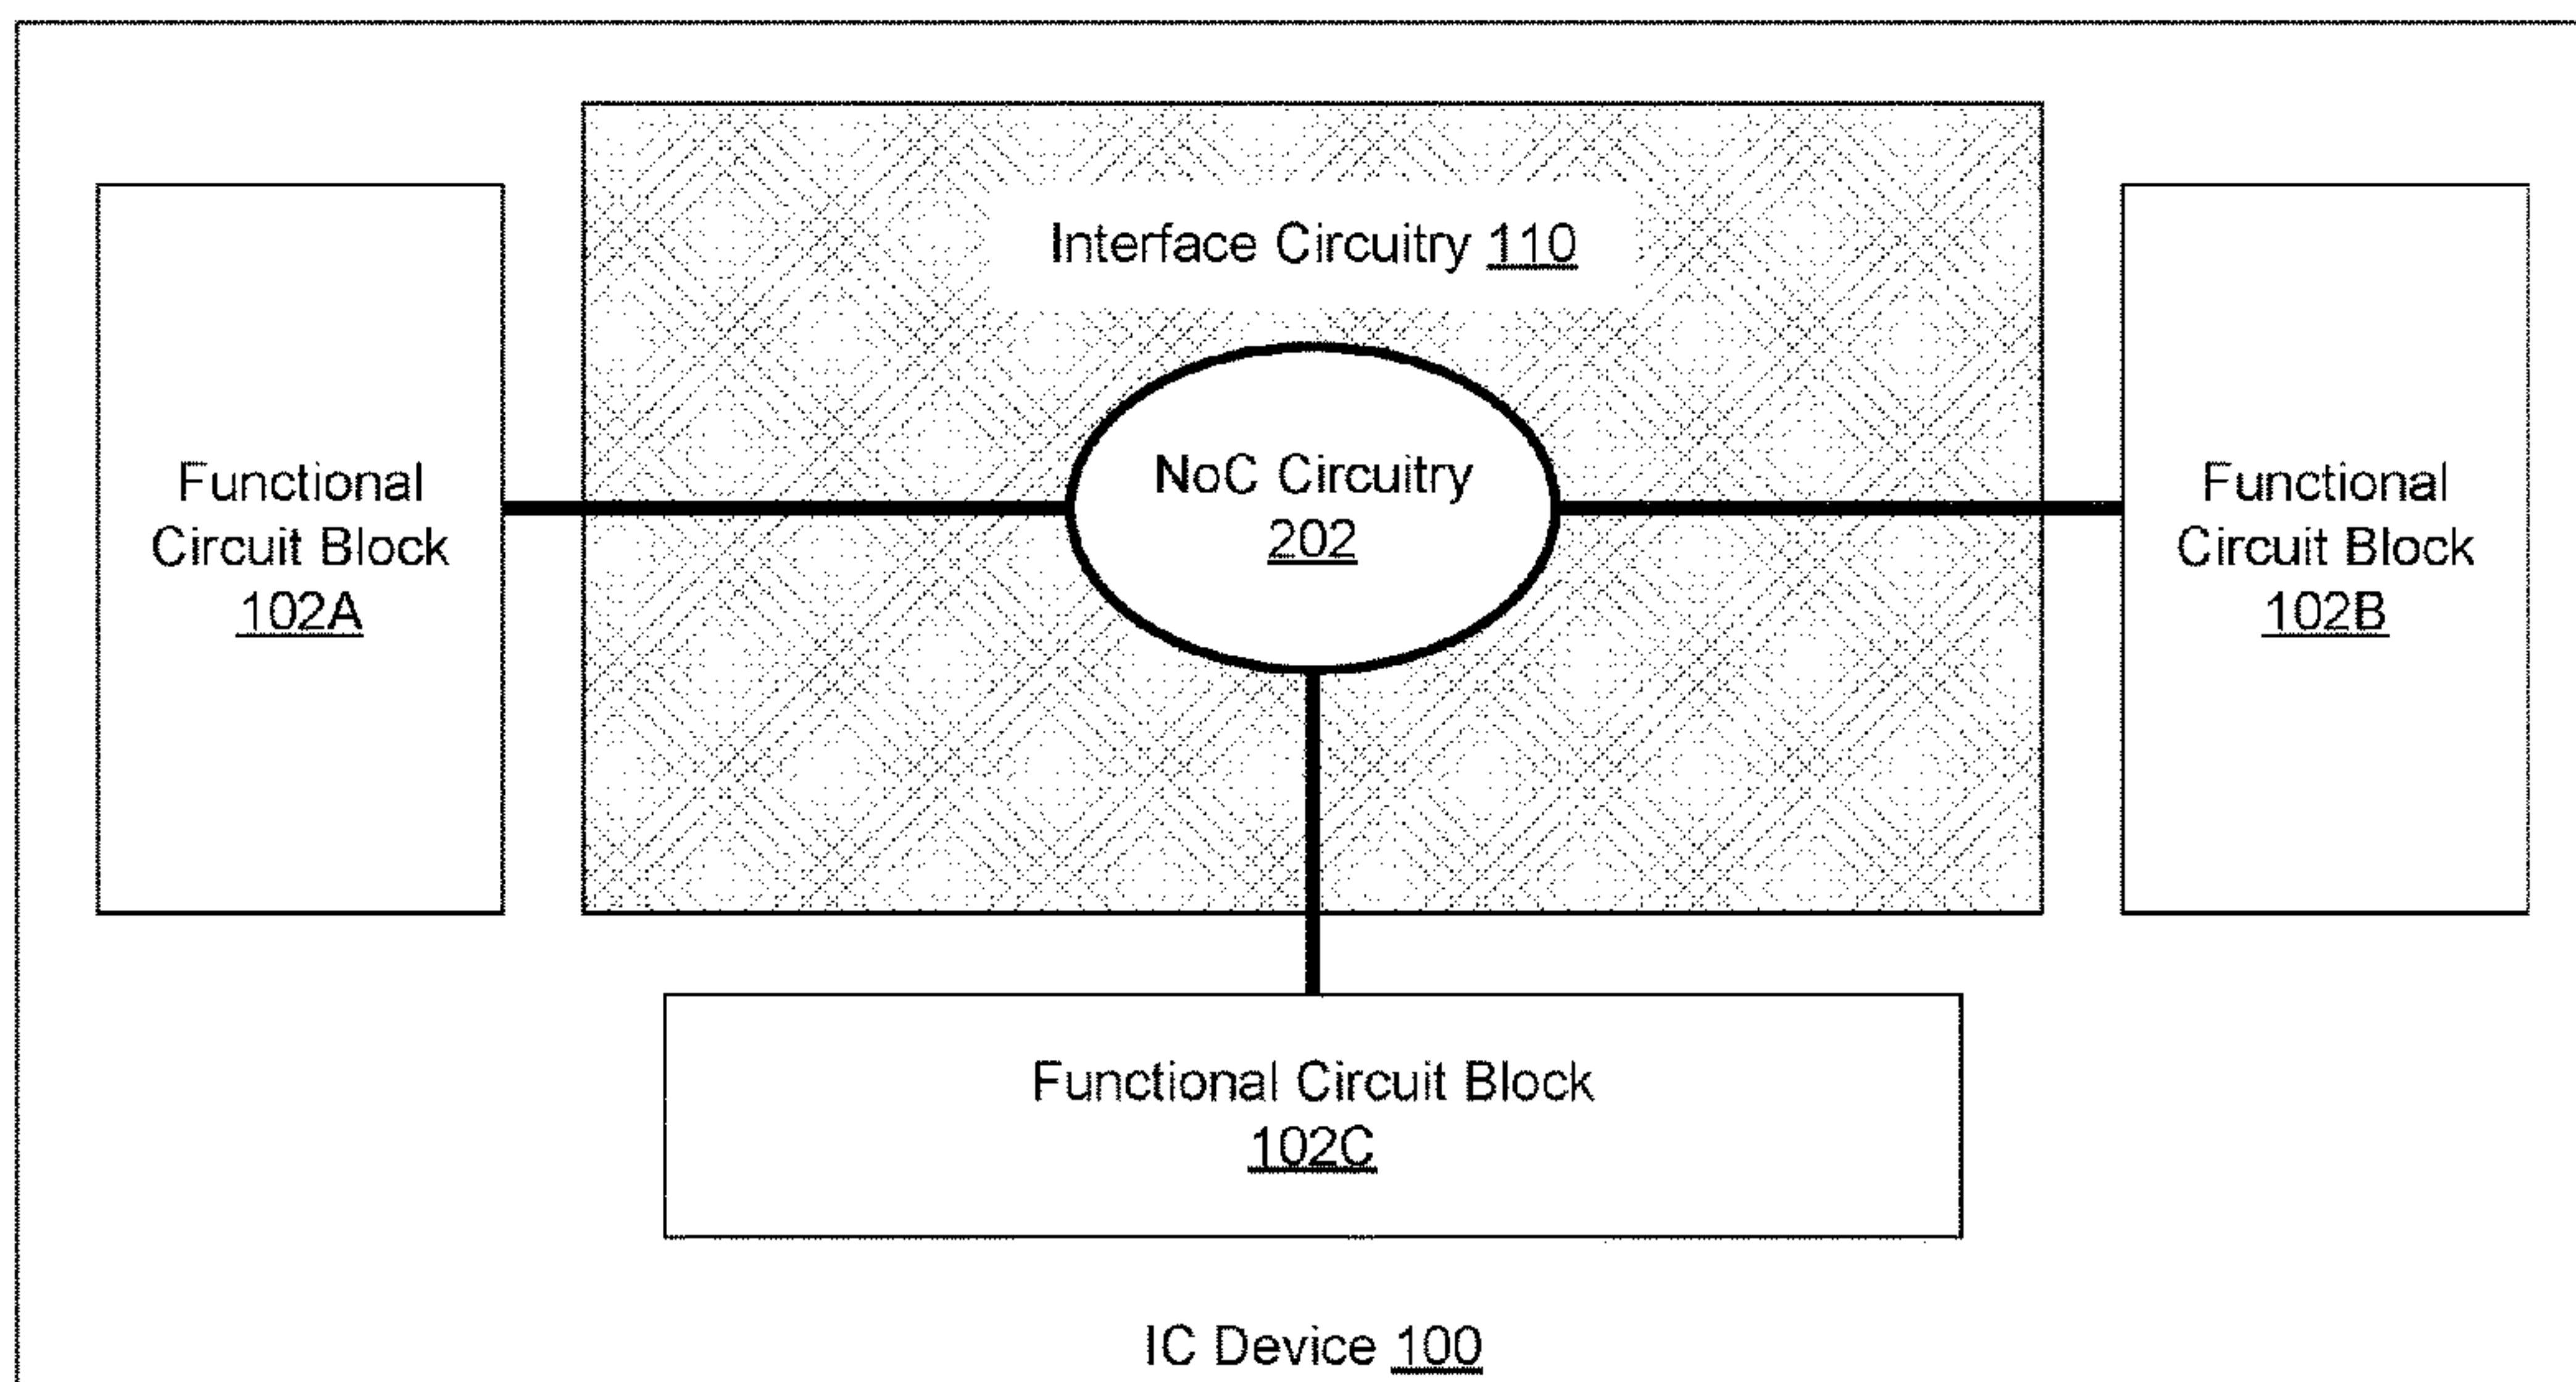 Interface Circuitry 110
Functional
Circuit Block
102A
NoC Circuitry
202
Functional
Circuit Block
102B
Functional Circuit Block
102C
IC Device 100